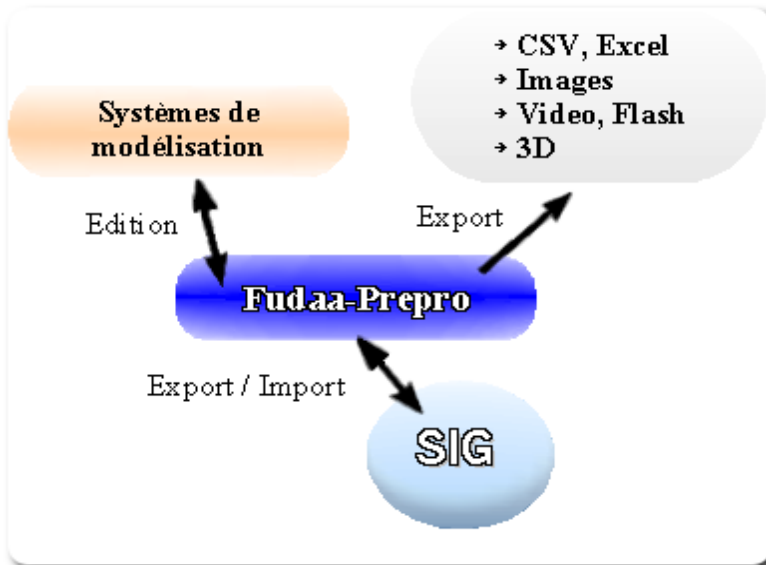 Systèmes de
modélisation
→ CSV, Excel
→ Images
→ Video, Flash
→ 3D
Edition
Export
Fudaa-Prepro
Export / Import
SIG